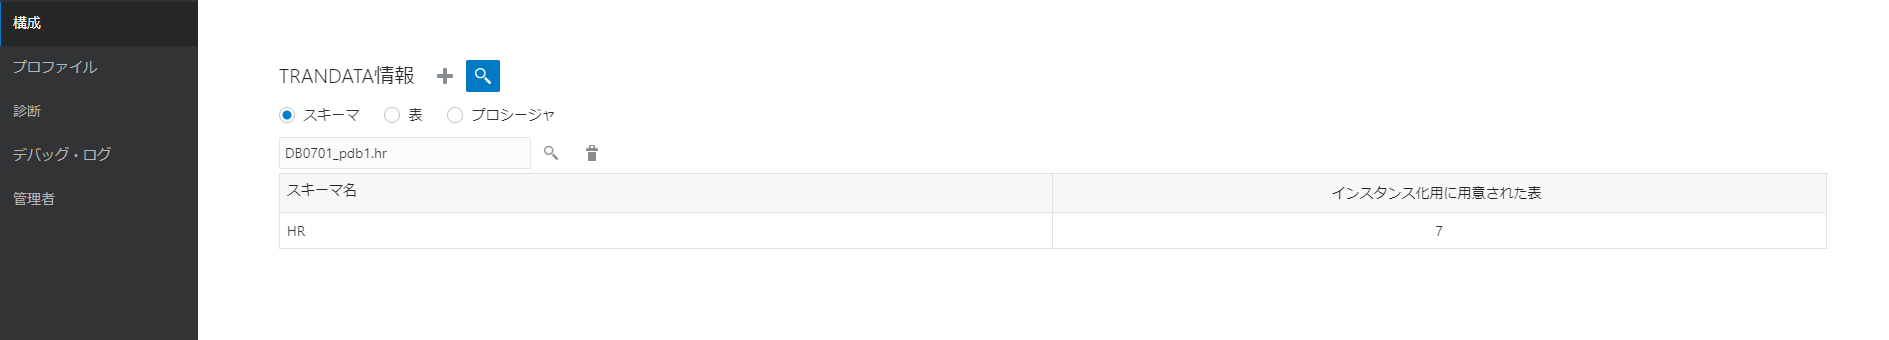 構成
プロファイル
診断
デバッグ・ログ
管理者
TRANDATA情報
スキーマ 表 プロシージャ
DB0701_pdb1.hr
スキーマ名 インスタンス化用に用意された表
HR 7